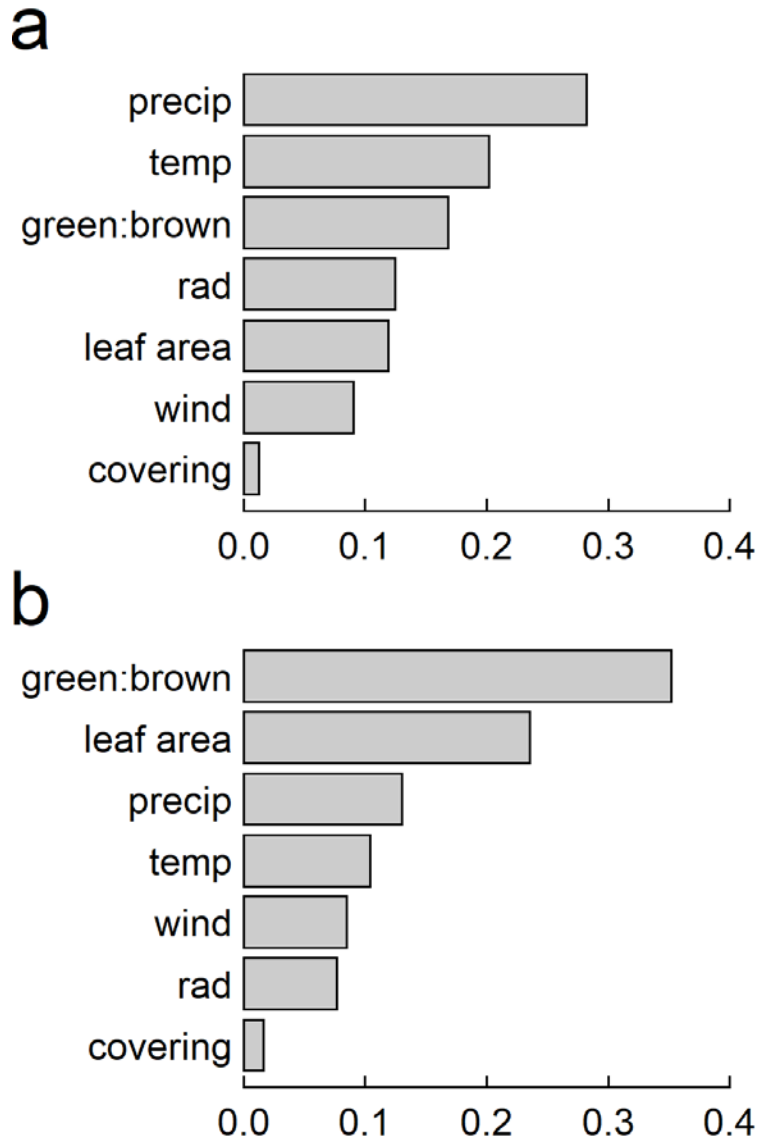 a
precip
temp
green:brown
rad
leaf area
wind
covering
0.0 0.1 0.2 0.3 0.4
b
green:brown
leaf area
precip
temp
wind
rad
covering
0.0 0.1 0.2 0.3 0.4